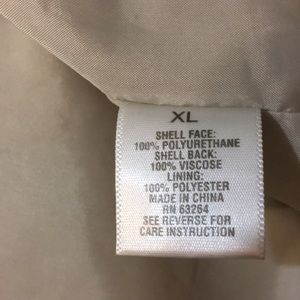 XL
SHELL FACE:
100% POLYURETHANE
SHELL BACK:
100% VISCOSE
LINING:
100% POLYESTER
MADE IN CHINA
RN 63264
SEE REVERSE FOR
CARE INSTRUCTION